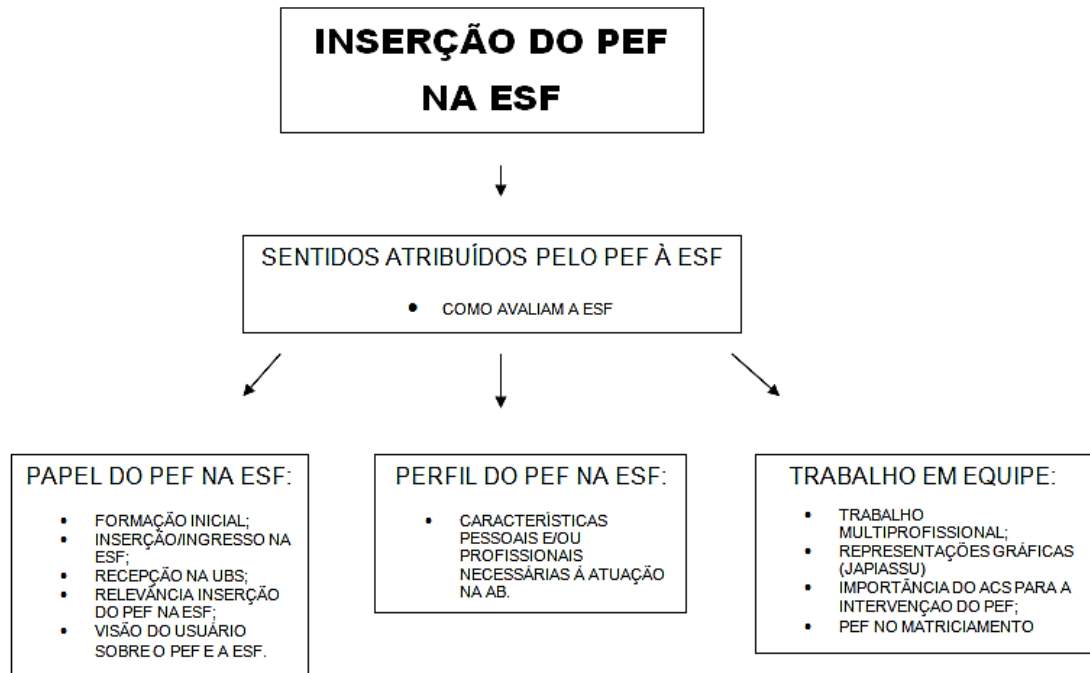 INSERÇÃO DO PEF
NA ESF
SENTIDOS ATRIBUÍDOS PELO PEF À ESF
• COMO AVALIAM A ESF
PAPEL DO PEF NA ESF:
• FORMAÇÃO INICIAL;
• INSERÇÃO/INGRESSO NA
ESF;
• RECEPÇÃO NA UBS;
• RELEVÂNCIA INSERÇÃO
DO PEF NA ESF;
• VISÃO DO USUÁRIO
SOBRE O PEF E A ESF.
PERFIL DO PEF NA ESF:
• CARACTERÍSTICAS
PESSOAIS E/OU
PROFISSIONAIS
NECESSÁRIAS Á ATUAÇÃO
NA AB.
TRABALHO EM EQUIPE:
• TRABALHO
MULTIPROFISSIONAL;
• REPRESENTAÇÕES GRÁFICAS
(JAPIASSU)
• IMPORTÂNCIA DO ACS PARA A
INTERVENÇAO DO PEF;
• PEF NO MATRICIAMENTO